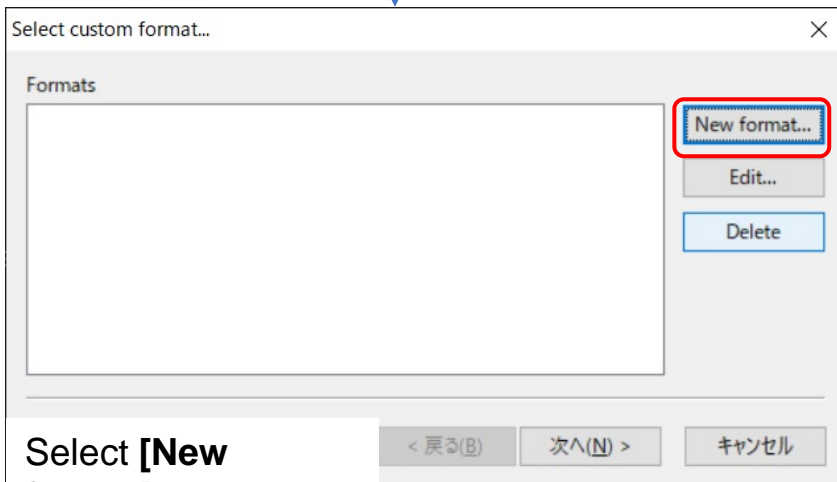 Select custom format...
Formats
New format...
Edit...
Delete
Select [New
< 戻る(B)
次へ(N) >
キャンセル